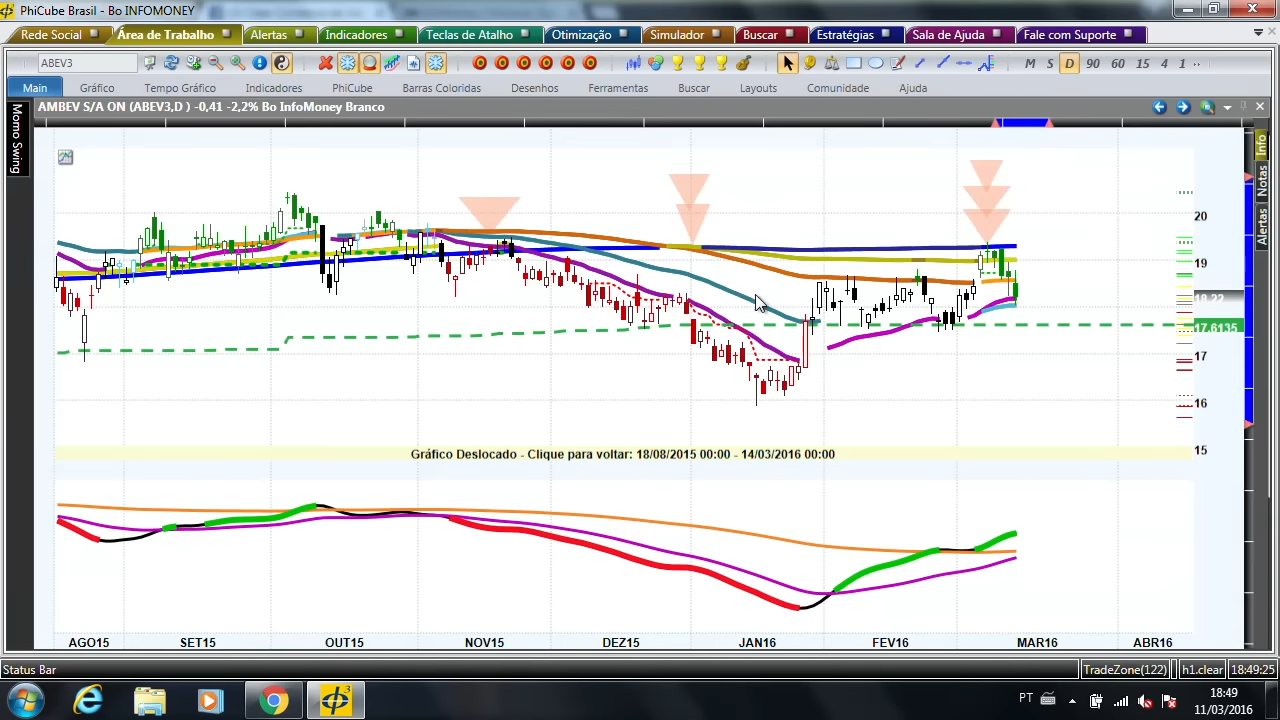 PhiCube Brasil - Bo INFOMONEY
Rede Social Área de Trabalho Alertas Indicadores Teclas de Atalho Otimização Simulador Buscar Estratégias Sala de Ajuda Fale com Suporte
ABEV3 M S D 90 60 15 4 1
Main Gráfico Tempo Gráfico Indicadores PhiCube Barras Coloridas Desenhos Ferramentas Buscar Layouts Comunidade Ajuda
AMBEV S/A ON (ABEV3,D ) -0,41 -2,2% Bo InfoMoney Branco
Momo Swing
Info
Notas
Alertas
20
19
18.22
17.6135
17
16
15
Gráfico Deslocado - Clique para voltar: 18/08/2015 00:00 - 14/03/2016 00:00
AGO15 SET15 OUT15 NOV15 DEZ15 JAN16 FEV16 MAR16 ABR16
Status Bar TradeZone(122) h1.clear 18:49:25
PT 18:49
11/03/2016